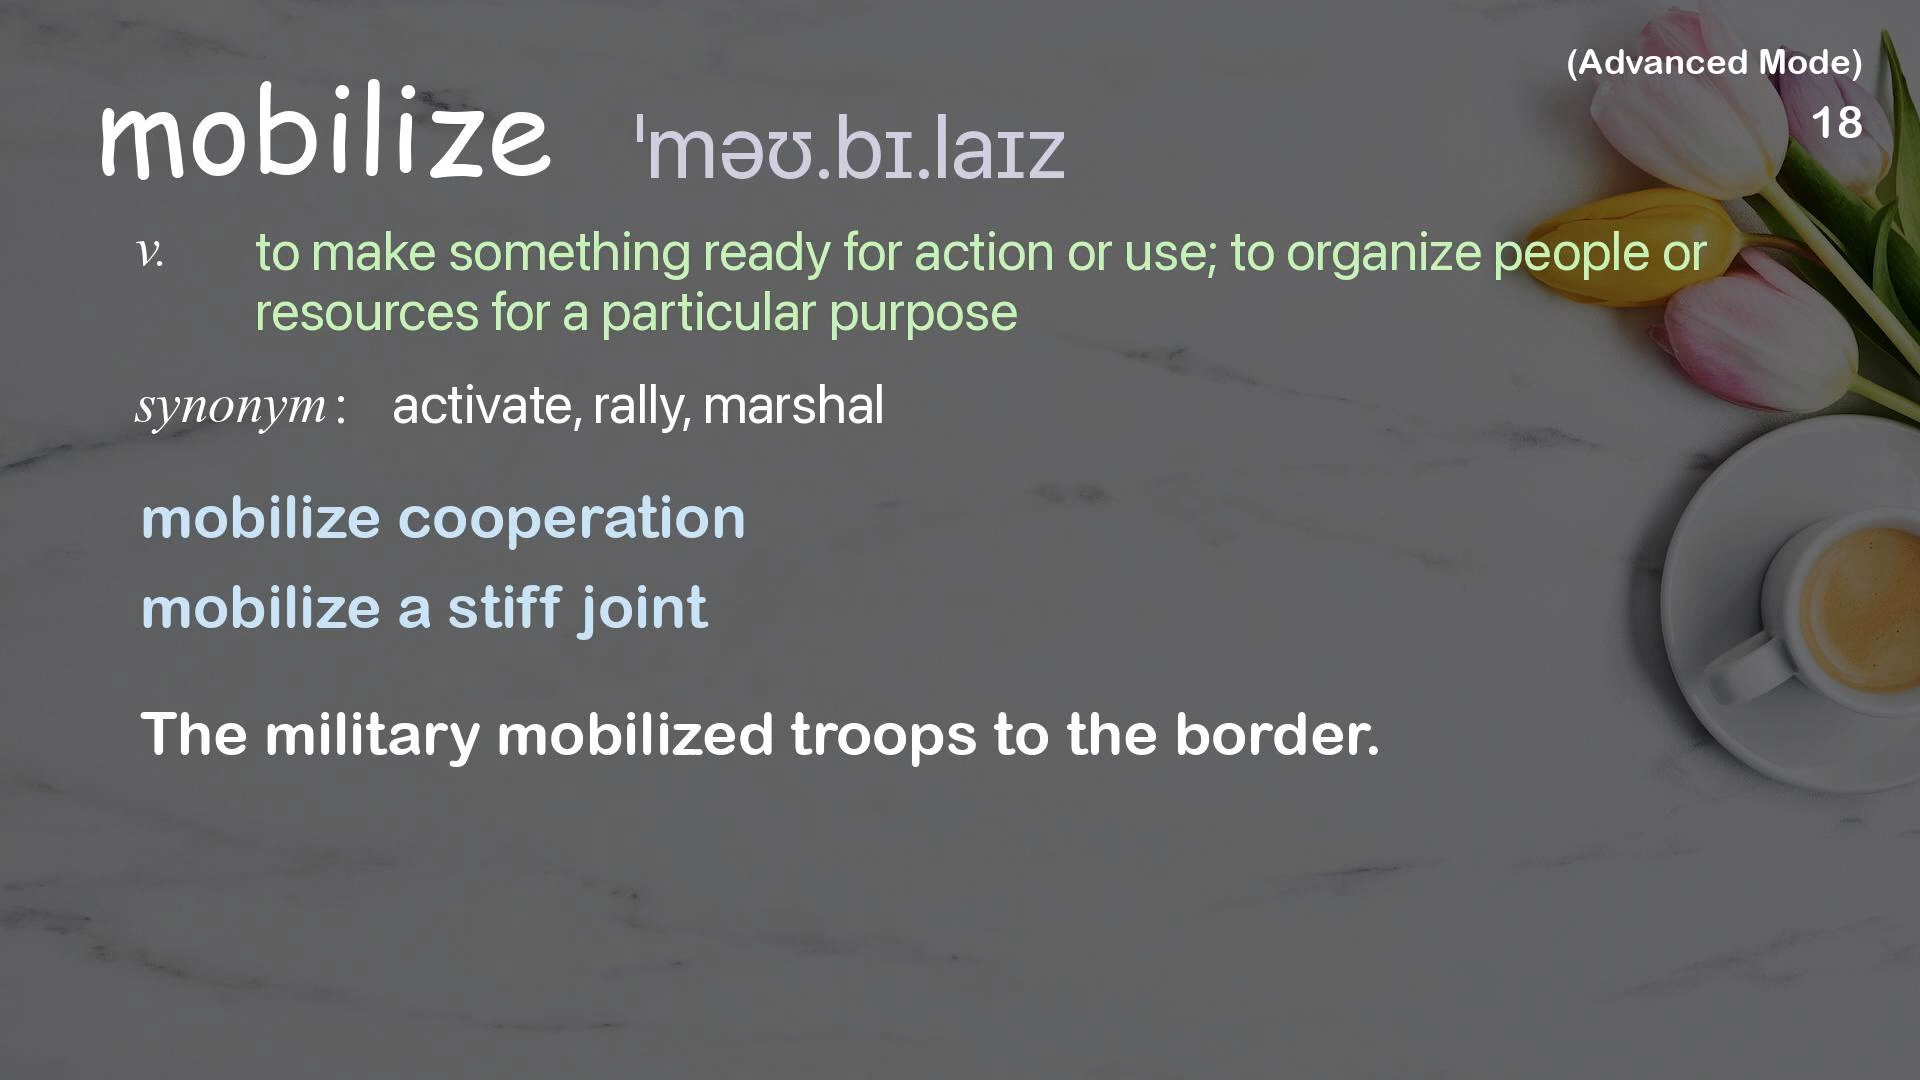 (Advanced Mode)
18
mobilize ˈməʊ.bɪ.laɪz
v. to make something ready for action or use; to organize people or
resources for a particular purpose
synonym: activate, rally, marshal
mobilize cooperation
mobilize a stiff joint
The military mobilized troops to the border.